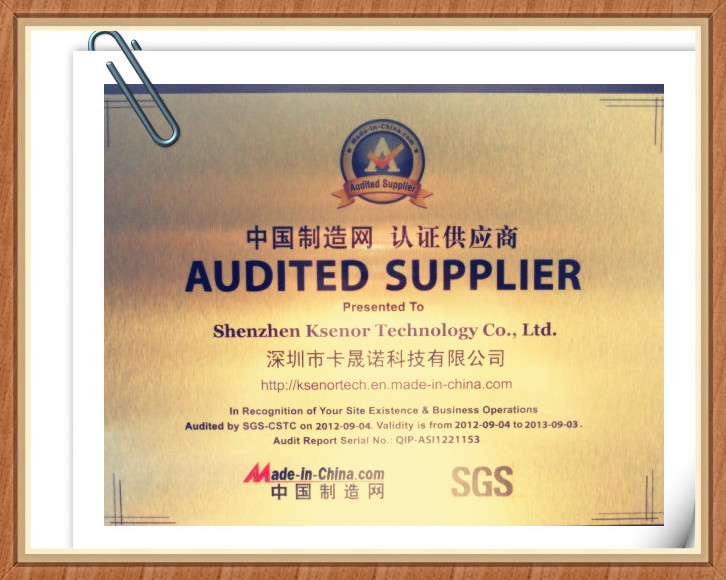 Made-in-China.com
Audited Supplier
中国制造网 认证供应商
AUDITED SUPPLIER
Presented To
Shenzhen Ksenor Technology Co., Ltd.
深圳市卡晟诺科技有限公司
http://ksenortech.en.made-in-china.com
In Recognition of Your Site Existence & Business Operations
Audited by SGS-CSTC on 2012-09-04. Validity is from 2012-09-04 to 2013-09-03.
Audit Report Serial No.: QIP-ASI1221153
Made-in-China.com
中国制造网
SGS